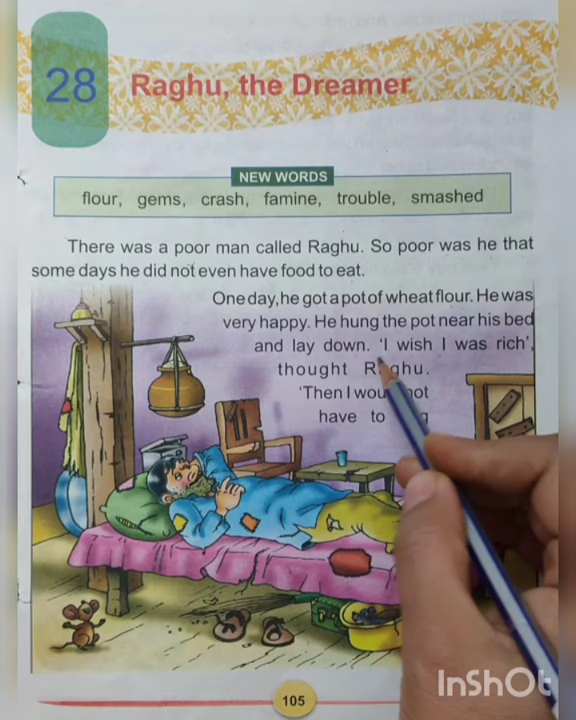 28
Raghu, the Dreamer
NEW WORDS
flour, gems, crash, famine, trouble, smashed
There was a poor man called Raghu. So poor was he that
some days he did not even have food to eat.
One day, he got a pot of wheat flour. He was
very happy. He hung the pot near his bed
and lay down. 'I wish I was rich',
thought Raghu.
'Then I would not
have to
105
InShOt